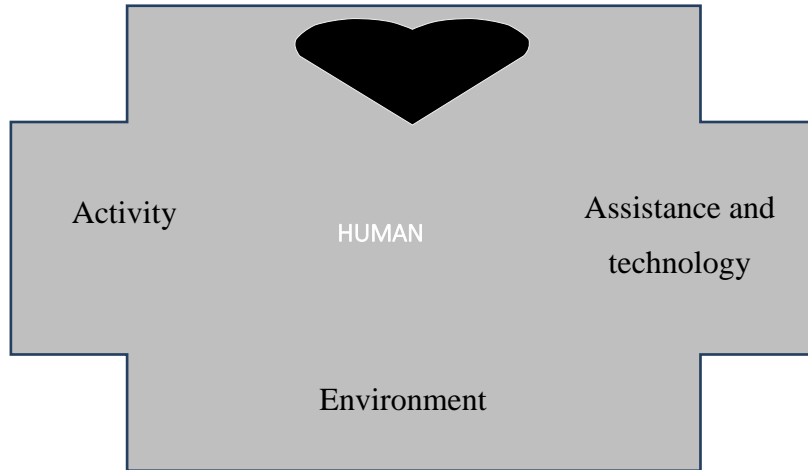 Activity
HUMAN
Assistance and
technology
Environment